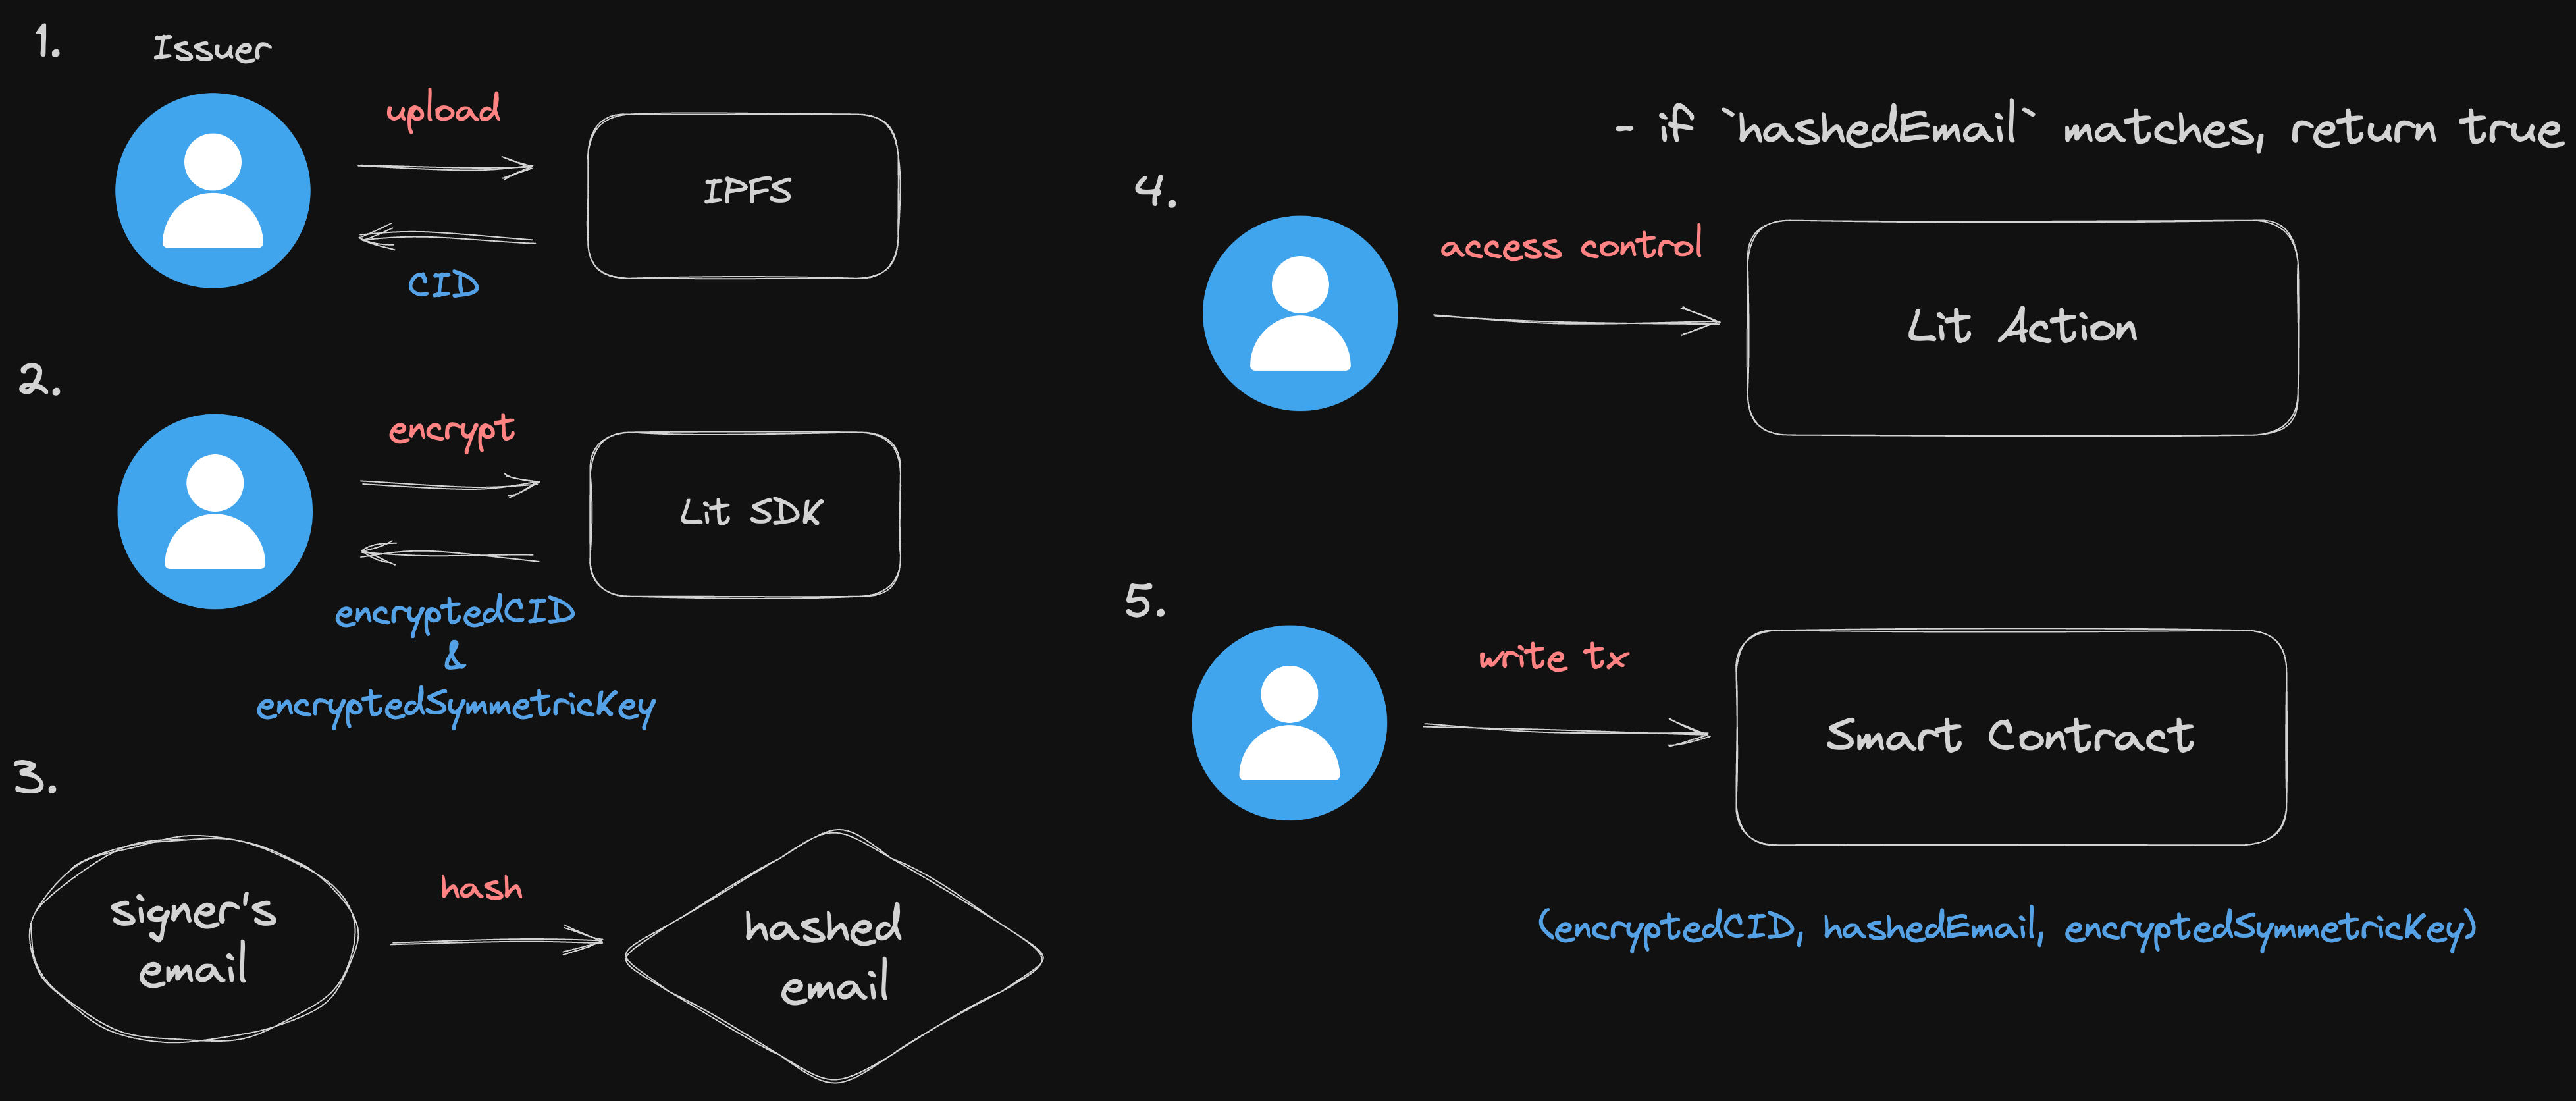 1.
Issuer
upload
IPFS
CID
2.
encrypt
Lit SDK
encryptedCID
&
encryptedSymmetricKey
3.
signer's
email
hash
hashed
email
- if `hashedEmail` matches, return true
4.
access control
Lit Action
5.
write tx
Smart Contract
(encryptedCID, hashedEmail, encryptedSymmetricKey)